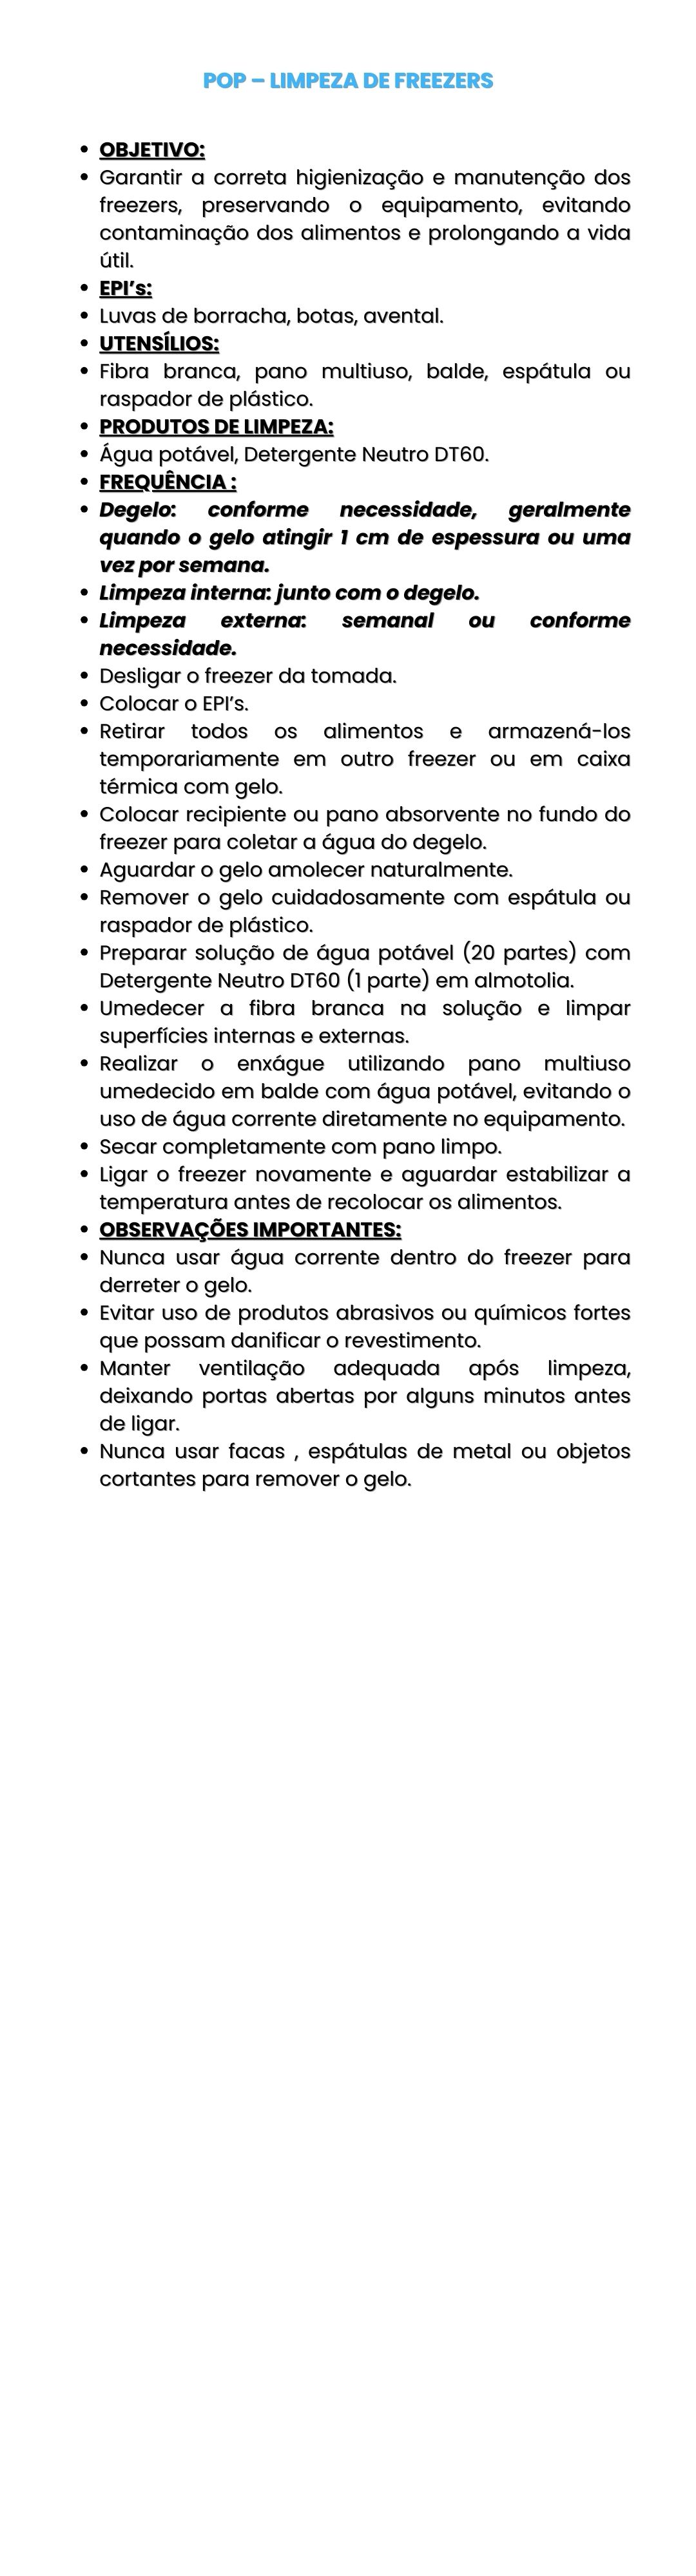 POP – LIMPEZA DE FREEZERS
• OBJETIVO:
• Garantir a correta higienização e manutenção dos
freezers, preservando o equipamento, evitando
contaminação dos alimentos e prolongando a vida
útil.
• EPI’s:
• Luvas de borracha, botas, avental.
• UTENSÍLIOS:
• Fibra branca, pano multiuso, balde, espátula ou
raspador de plástico.
• PRODUTOS DE LIMPEZA:
• Água potável, Detergente Neutro DT60.
• FREQUÊNCIA :
• Degelo: conforme necessidade, geralmente
quando o gelo atingir 1 cm de espessura ou uma
vez por semana.
• Limpeza interna: junto com o degelo.
• Limpeza externa: semanal ou conforme
necessidade.
• Desligar o freezer da tomada.
• Colocar o EPI’s.
• Retirar todos os alimentos e armazená-los
temporariamente em outro freezer ou em caixa
térmica com gelo.
• Colocar recipiente ou pano absorvente no fundo do
freezer para coletar a água do degelo.
• Aguardar o gelo amolecer naturalmente.
• Remover o gelo cuidadosamente com espátula ou
raspador de plástico.
• Preparar solução de água potável (20 partes) com
Detergente Neutro DT60 (1 parte) em almotolia.
• Umedecer a fibra branca na solução e limpar
superfícies internas e externas.
• Realizar o enxágue utilizando pano multiuso
umedecido em balde com água potável, evitando o
uso de água corrente diretamente no equipamento.
• Secar completamente com pano limpo.
• Ligar o freezer novamente e aguardar estabilizar a
temperatura antes de recolocar os alimentos.
• OBSERVAÇÕES IMPORTANTES:
• Nunca usar água corrente dentro do freezer para
derreter o gelo.
• Evitar uso de produtos abrasivos ou químicos fortes
que possam danificar o revestimento.
• Manter ventilação adequada após limpeza,
deixando portas abertas por alguns minutos antes
de ligar.
• Nunca usar facas , espátulas de metal ou objetos
cortantes para remover o gelo.